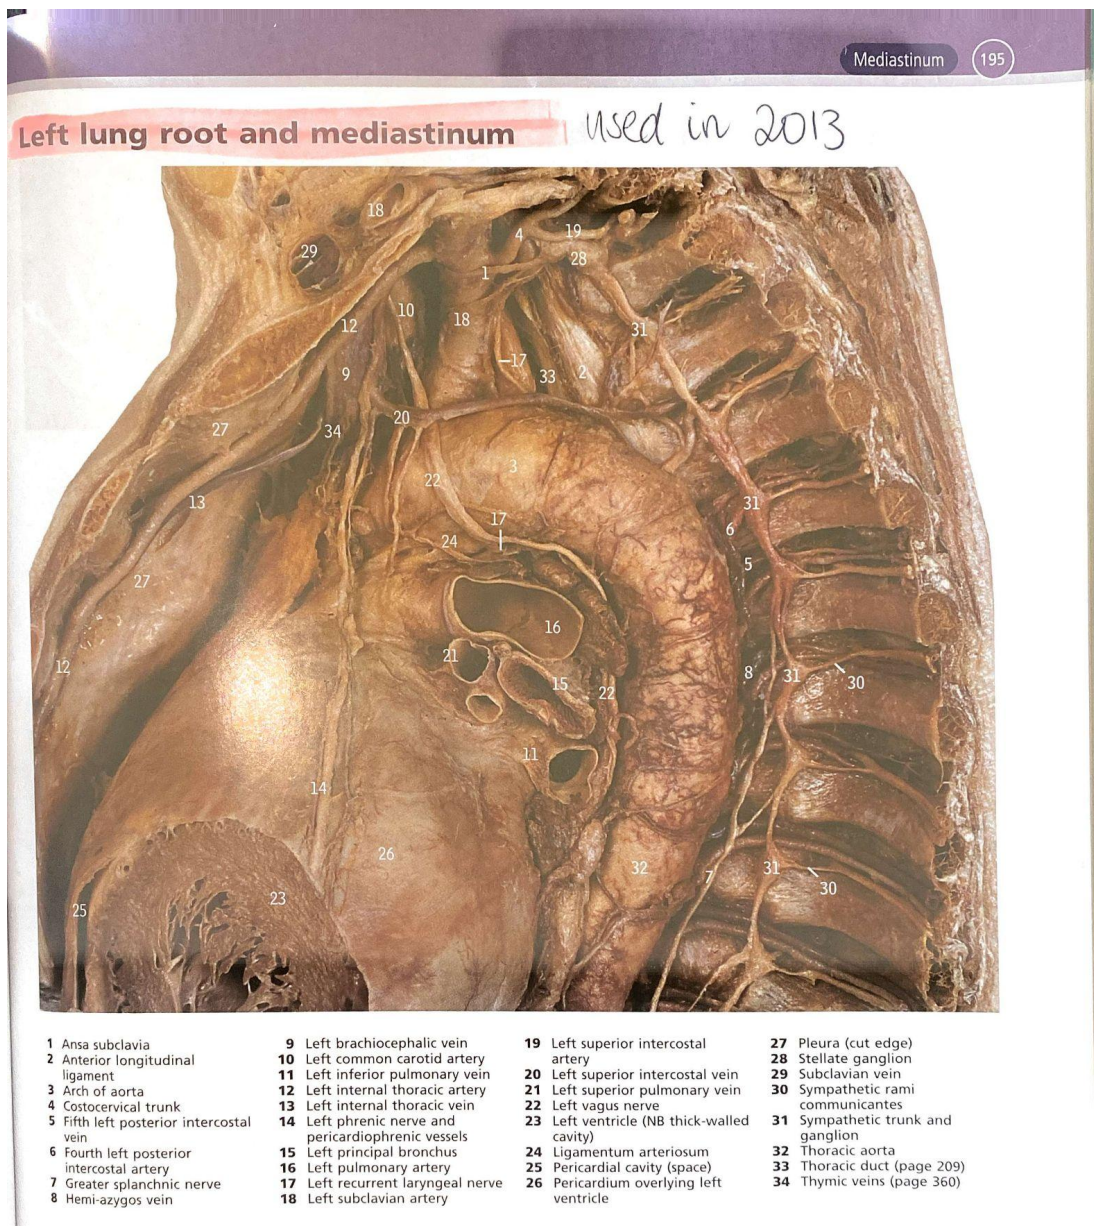 Mediastinum 195
Left lung root and mediastinum used in 2013
18
4 19
29 28
1
10
12 18 31
17 2
9 33
20
34
27
3
22
13 31
17 6
24
5
27
16
21
12 15 22 8 31 30
11
14
26
32 31
7 30
23
25
1 Ansa subclavia
2 Anterior longitudinal
ligament
3 Arch of aorta
4 Costocervical trunk
5 Fifth left posterior intercostal
vein
6 Fourth left posterior
intercostal artery
7 Greater splanchnic nerve
8 Hemi-azygos vein
9 Left brachiocephalic vein
10 Left common carotid artery
11 Left inferior pulmonary vein
12 Left internal thoracic artery
13 Left internal thoracic vein
14 Left phrenic nerve and
pericardiophrenic vessels
15 Left principal bronchus
16 Left pulmonary artery
17 Left recurrent laryngeal nerve
18 Left subclavian artery
19 Left superior intercostal
artery
20 Left superior intercostal vein
21 Left superior pulmonary vein
22 Left vagus nerve
23 Left ventricle (NB thick-walled
cavity)
24 Ligamentum arteriosum
25 Pericardial cavity (space)
26 Pericardium overlying left
ventricle
27 Pleura (cut edge)
28 Stellate ganglion
29 Subclavian vein
30 Sympathetic rami
communicantes
31 Sympathetic trunk and
ganglion
32 Thoracic aorta
33 Thoracic duct (page 209)
34 Thymic veins (page 360)